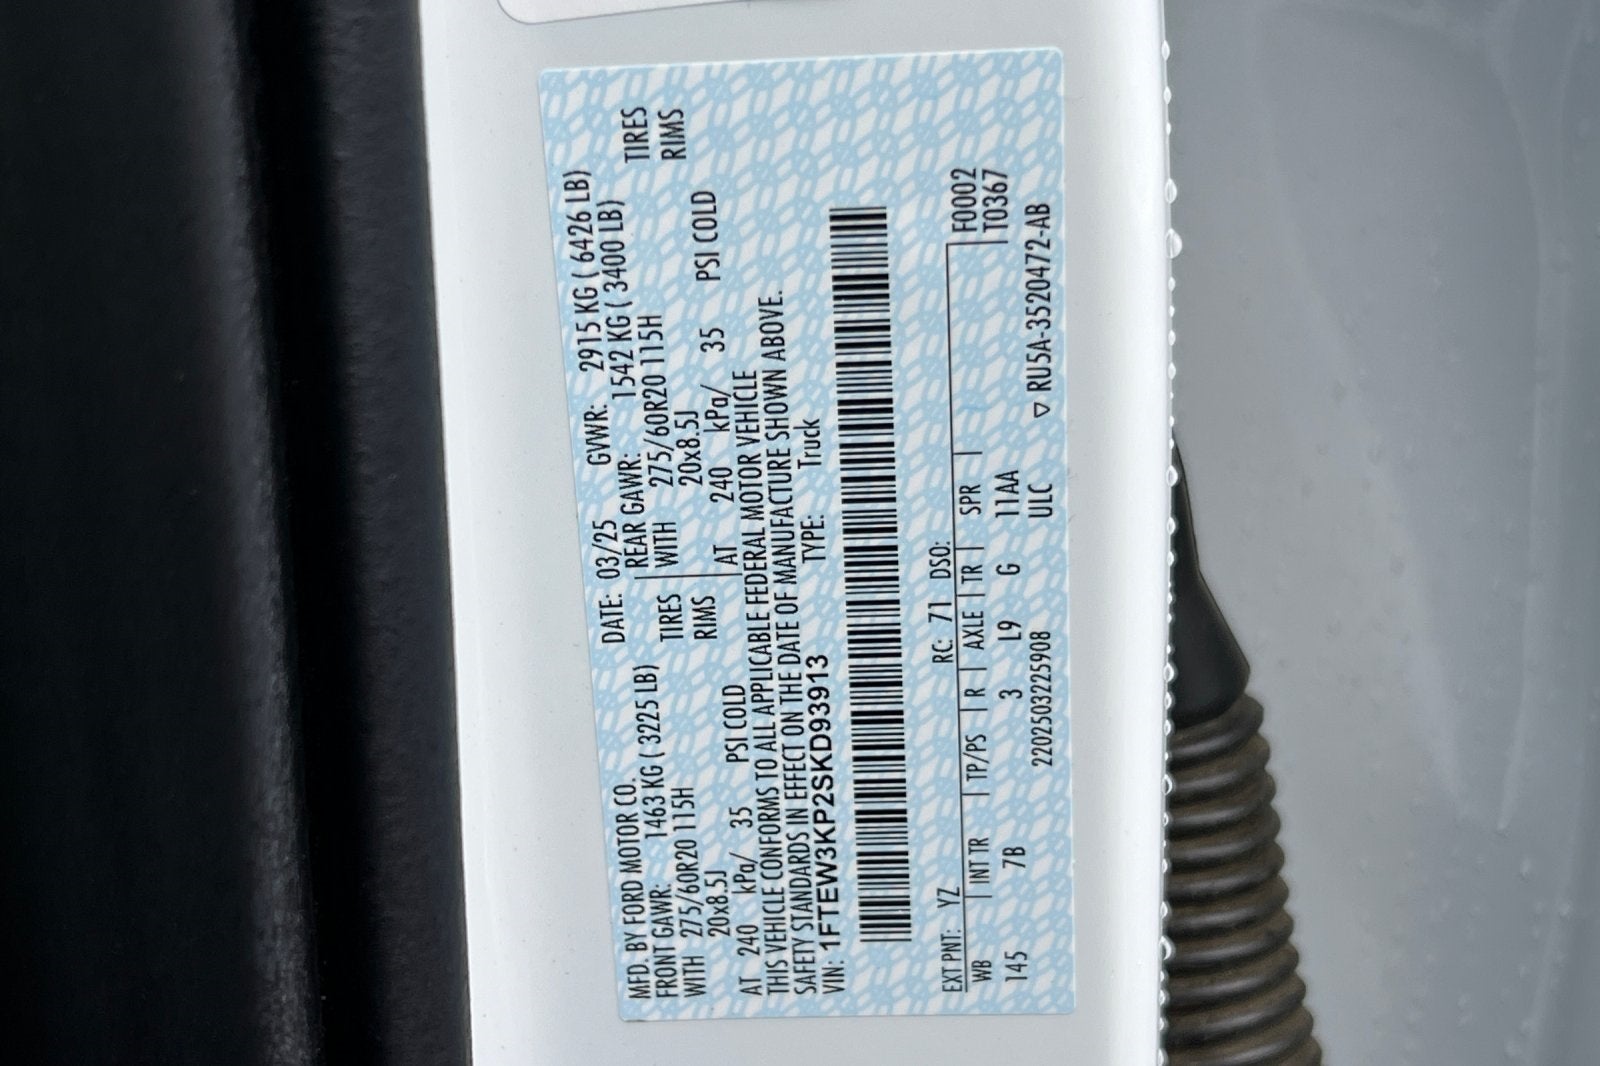 MFD. BY FORD MOTOR CO.
DATE: 03/25 GVWR: 2915 KG ( 6426 LB)
FRONT GAWR: 1463 KG ( 3225 LB) REAR GAWR: 1542 KG ( 3400 LB)
WITH 275/60R20 115H TIRES WITH 275/60R20 115H TIRES
20x8.5J RIMS 20x8.5J RIMS
AT 240 kPa/ 35 PSI COLD AT 240 kPa/ 35 PSI COLD
THIS VEHICLE CONFORMS TO ALL APPLICABLE FEDERAL MOTOR VEHICLE
SAFETY STANDARDS IN EFFECT ON THE DATE OF MANUFACTURE SHOWN ABOVE.
VIN: 1FTEW3KP2SKD93913 TYPE: Truck
EXT PNT: YZ RC: 71 DSO: F0002
WB INT TR TP/PS R AXLE TR SPR T0367
145 7B 3 L9 G 11AA
220250322S908 ULC ▽ RU5A-3520472-AB